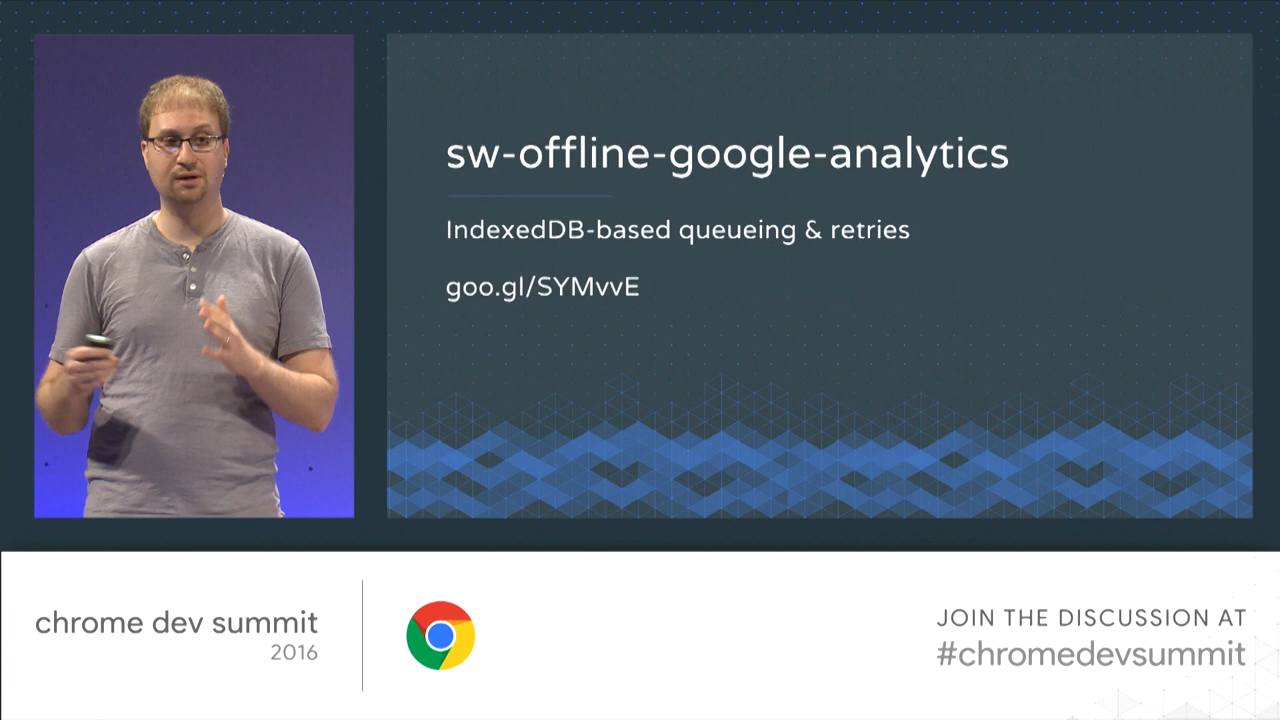 sw-offline-google-analytics
IndexedDB-based queueing & retries
goo.gl/SYMvvE
chrome dev summit
2016
JOIN THE DISCUSSION AT
#chromedevsummit